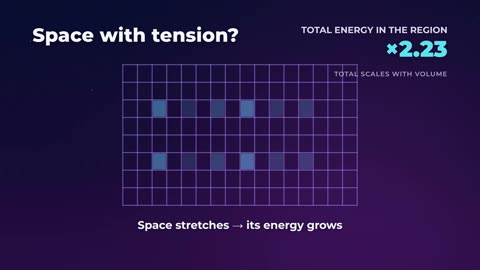 Space with tension?
TOTAL ENERGY IN THE REGION
×2.23
TOTAL SCALES WITH VOLUME
Space stretches → its energy grows